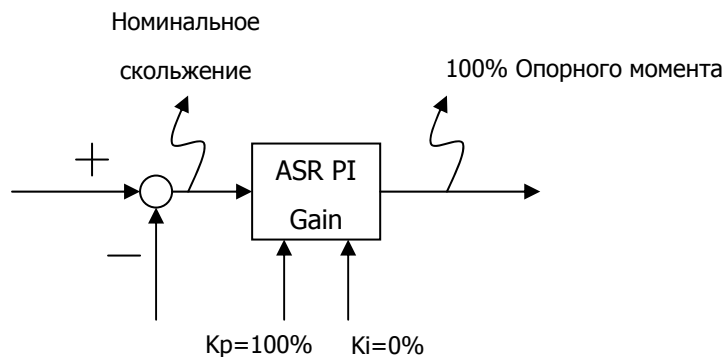 Номинальное
скольжение
100% Опорного момента
+
ASR PI
Gain
—
Kp=100%
Ki=0%